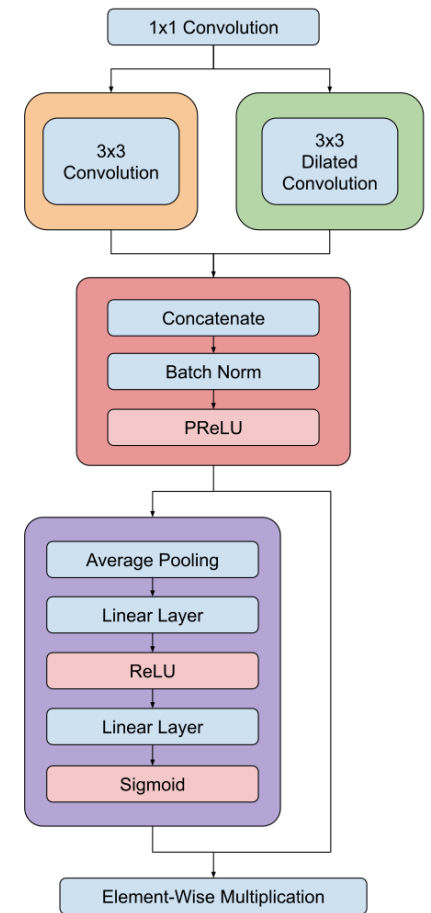 1x1 Convolution
3x3
Convolution
3x3
Dilated
Convolution
Concatenate
Batch Norm
PReLU
Average Pooling
Linear Layer
ReLU
Linear Layer
Sigmoid
Element-Wise Multiplication